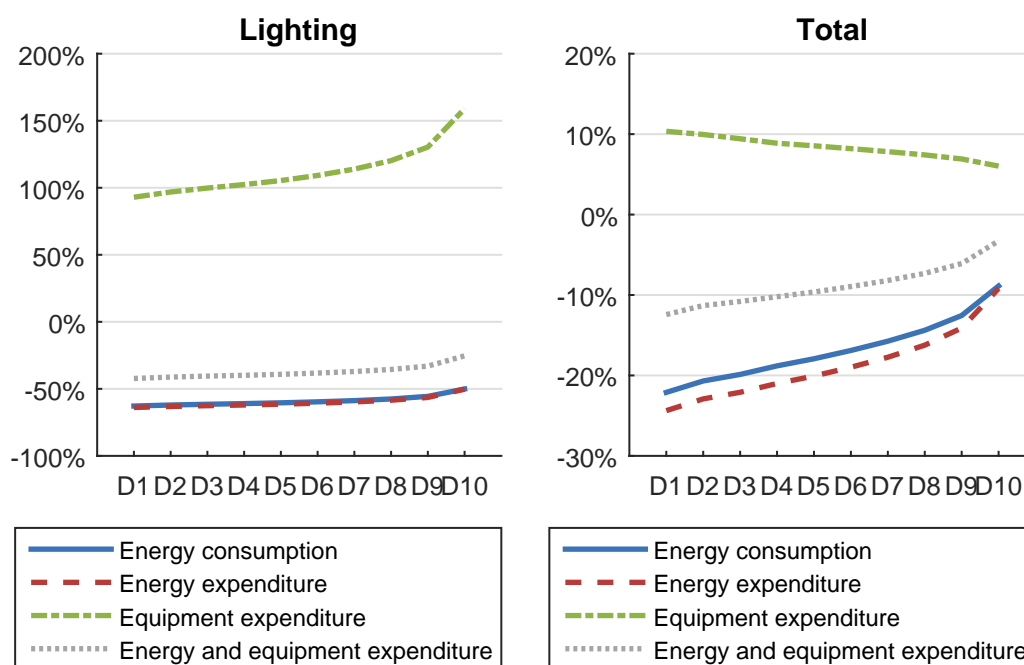 Lighting
200%
150%
100%
50%
0%
-50%
-100%
D1 D2 D3 D4 D5 D6 D7 D8 D9 D10
Energy consumption
Energy expenditure
Equipment expenditure
Energy and equipment expenditure
Total
20%
10%
0%
-10%
-20%
-30%
D1 D2 D3 D4 D5 D6 D7 D8 D9 D10
Energy consumption
Energy expenditure
Equipment expenditure
Energy and equipment expenditure